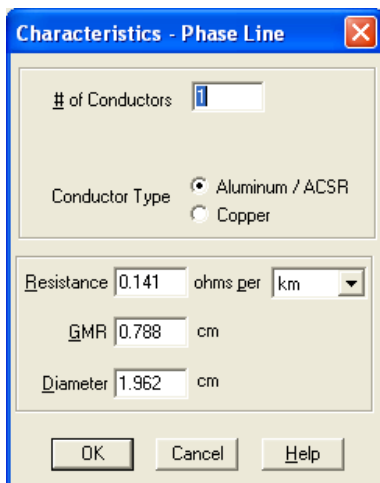 Characteristics - Phase Line
# of Conductors 1
Conductor Type
Aluminum / ACSR
Copper
Resistance 0.141 ohms per km
GMR 0.788 cm
Diameter 1.962 cm
OK Cancel Help